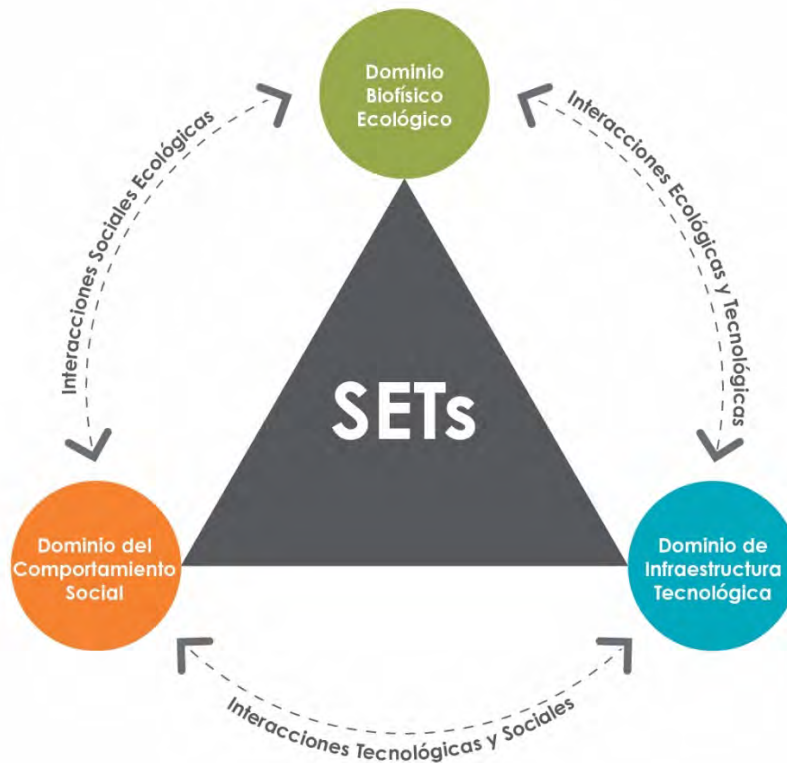 Dominio
Biofísico
Ecológico
Interacciones Sociales Ecológicas
Interacciones Ecológicas y Tecnológicas
SETs
Dominio del
Comportamiento
Social
Dominio de
Infraestructura
Tecnológica
Interacciones Tecnológicas y Sociales